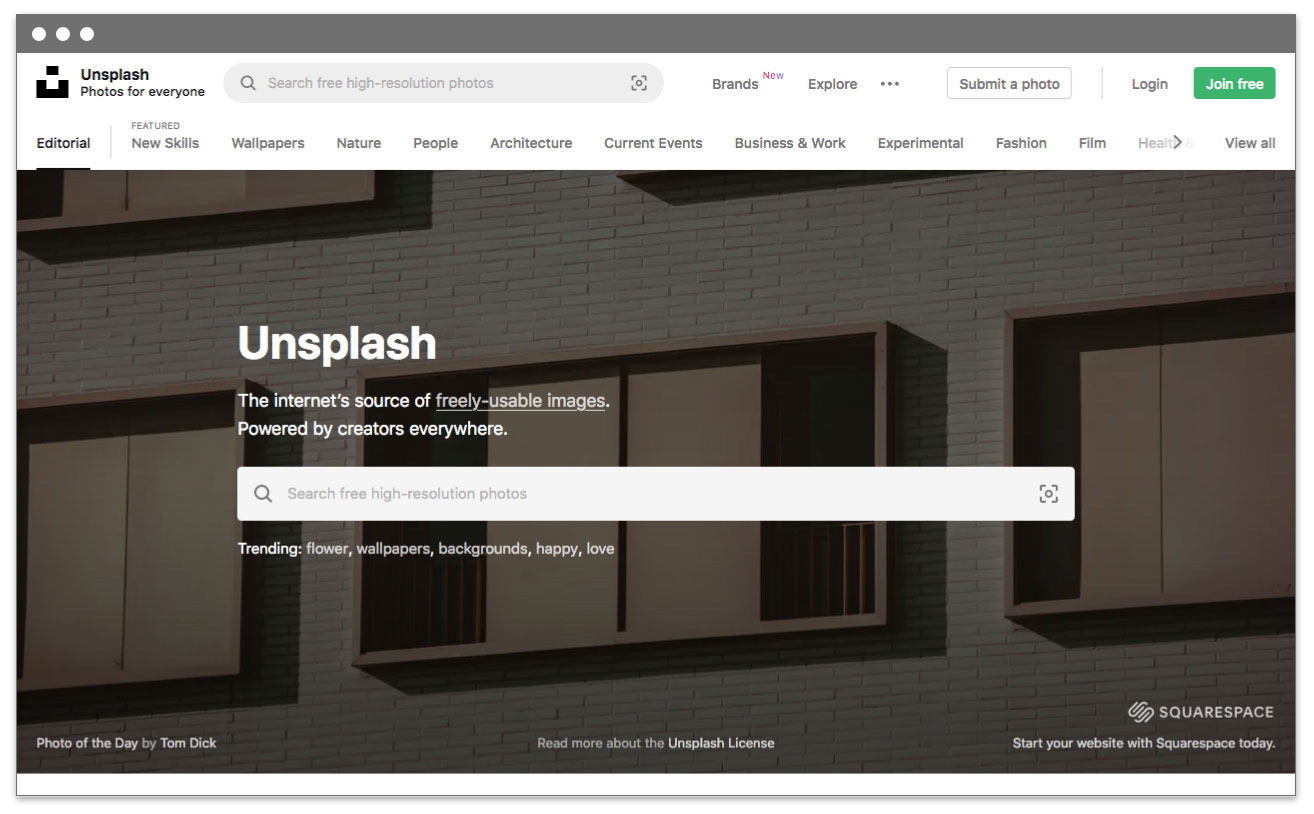 Unsplash
Photos for everyone
Search free high-resolution photos
Brands New
Explore
Submit a photo
Login
Join free
Editorial
FEATURED
New Skills
Wallpapers
Nature
People
Architecture
Current Events
Business & Work
Experimental
Fashion
Film
Health &
View all
Unsplash
The internet’s source of freely-usable images.
Powered by creators everywhere.
Search free high-resolution photos
Trending: flower, wallpapers, backgrounds, happy, love
SQUARESPACE
Photo of the Day by Tom Dick
Read more about the Unsplash License
Start your website with Squarespace today.